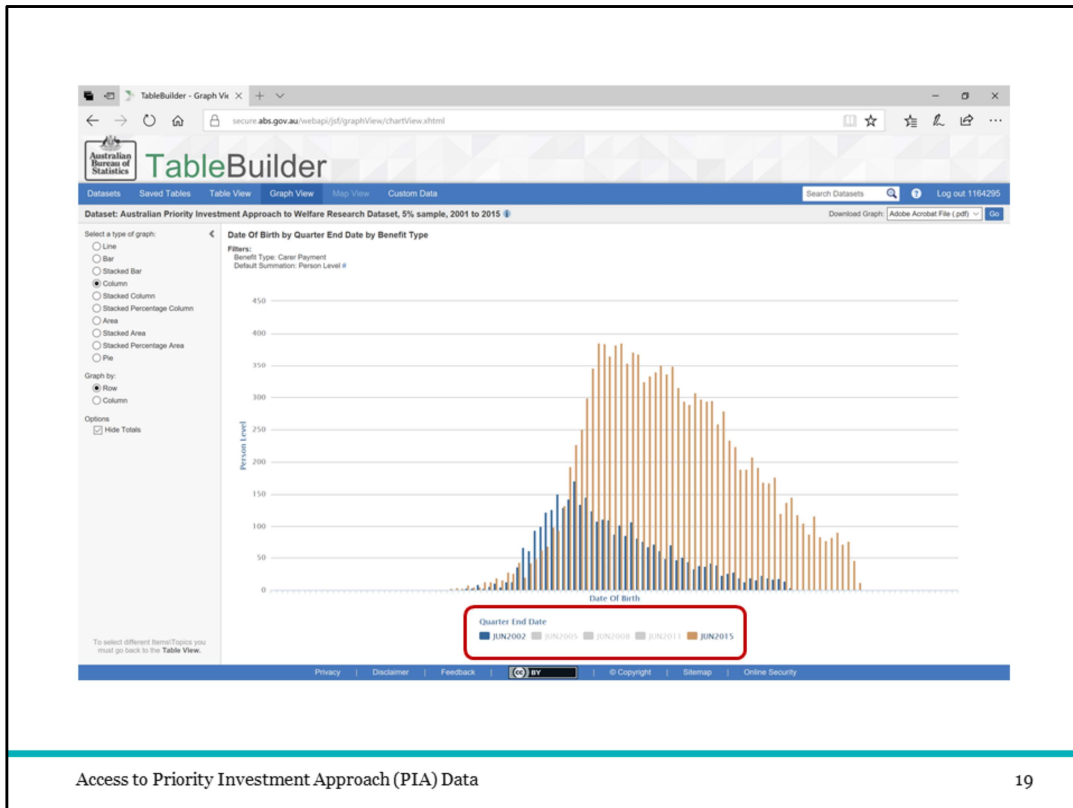 TableBuilder - Graph Vie
secure.abs.gov.au/webapi/jsf/graphView/chartView.xhtml
Australian
Bureau of
Statistics
TableBuilder
Datasets Saved Tables Table View Graph View Map View Custom Data Search Datasets ? Log out 1164295
Dataset: Australian Priority Investment Approach to Welfare Research Dataset, 5% sample, 2001 to 2015 Download Graph: Adobe Acrobat File (.pdf) Go
Select a type of graph:
Line
Bar
Stacked Bar
Column
Stacked Column
Stacked Percentage Column
Area
Stacked Area
Stacked Percentage Area
Pie
Graph by:
Row
Column
Options
Hide Totals
To select different Items\Topics you
must go back to the Table View.
Date Of Birth by Quarter End Date by Benefit Type
Filters:
Benefit Type: Carer Payment
Default Summation: Person Level #
Person Level
450
400
350
300
250
200
150
100
50
0
Date Of Birth
Quarter End Date
JUN2002 JUN2005 JUN2008 JUN2011 JUN2015
Privacy | Disclaimer | Feedback | (cc) BY | © Copyright | Sitemap | Online Security
Access to Priority Investment Approach (PIA) Data 19